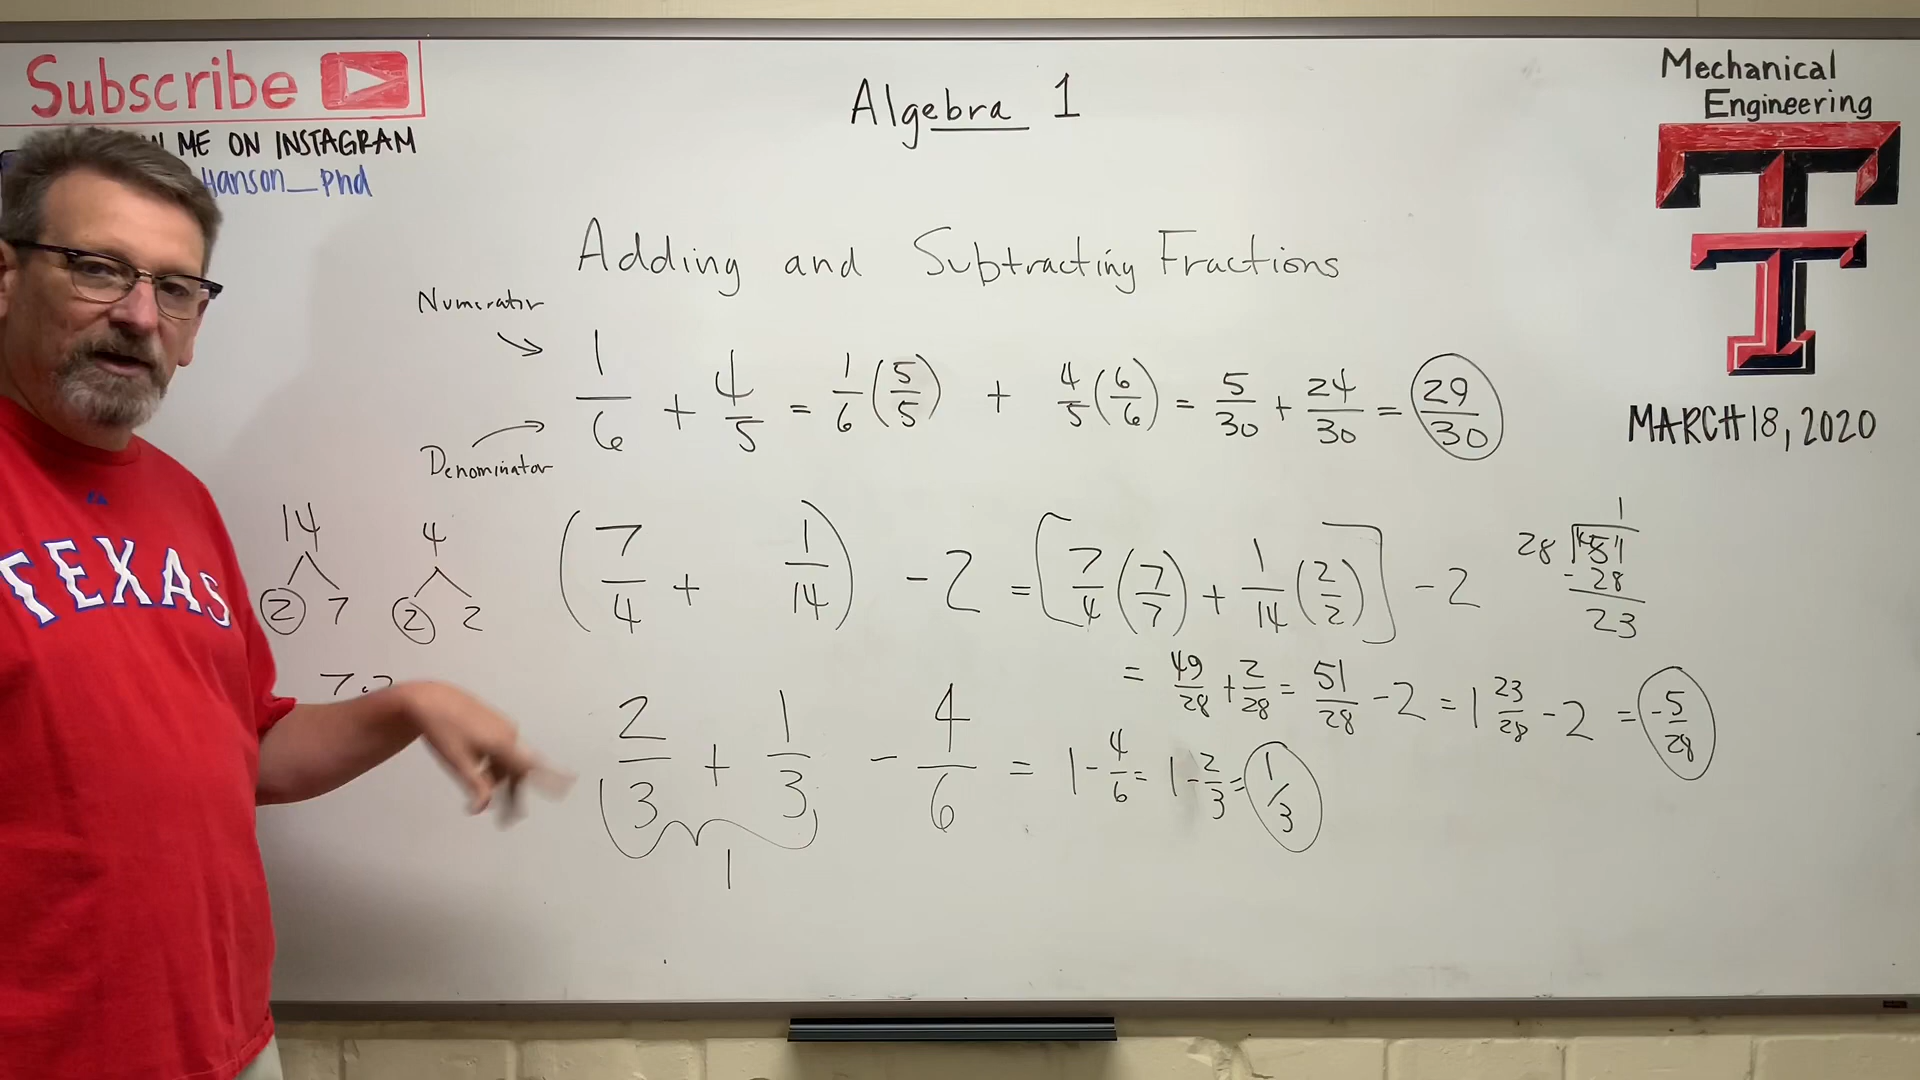 Subscribe
ME ON INSTAGRAM
Hanson_phd
Algebra 1
Mechanical
Engineering
MARCH 18, 2020
Adding and Subtracting Fractions
Numerator
Denominator
1/6 + 4/5 = 1/6 (5/5) + 4/5 (6/6) = 5/30 + 24/30 = 29/30
TEXAS
14
2 7
4
2 2
(7/4 + 1/14) - 2 = [7/4 (7/7) + 1/14 (2/2)] - 2
1
28 51
- 28
23
= 49/28 + 2/28 = 51/28 - 2 = 1 23/28 - 2 = -5/28
2/3 + 1/3 - 4/6 = 1 - 4/6 = 1 - 2/3 = 1/3
1